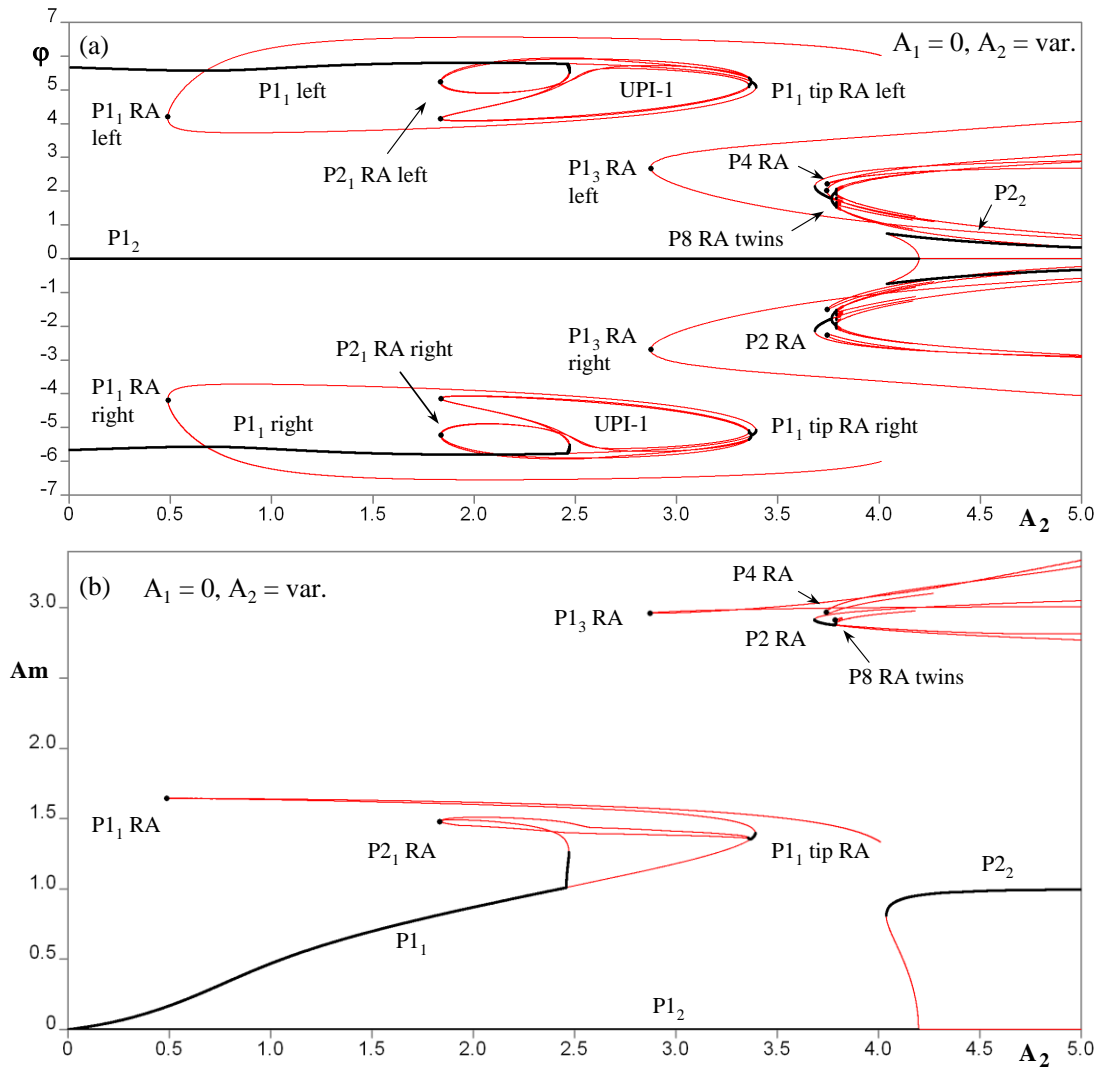 7
(a)
A₁ = 0, A₂ = var.
φ
6
P1₁ left
UPI-1
P1₁ tip RA left
5
P1₁ RA
left
4
P2₁ RA left
3
P1₃ RA
left
P4 RA
2
P2₂
1
P8 RA twins
P1₂
0
-1
P2₁ RA right
P1₃ RA
right
P2 RA
-2
-3
P1₁ RA
right
-4
P1₁ right
UPI-1
P1₁ tip RA right
-5
-6
-7
0 0.5 1.0 1.5 2.0 2.5 3.0 3.5 4.0 4.5 5.0
A₂
(b)
A₁ = 0, A₂ = var.
P4 RA
3.0
P1₃ RA
P2 RA
Am
P8 RA twins
2.0
1.5
P1₁ RA
P2₁ RA
P1₁ tip RA
1.0
P2₂
P1₁
0.5
P1₂
0
0 0.5 1.0 1.5 2.0 2.5 3.0 3.5 4.0 4.5 5.0
A₂